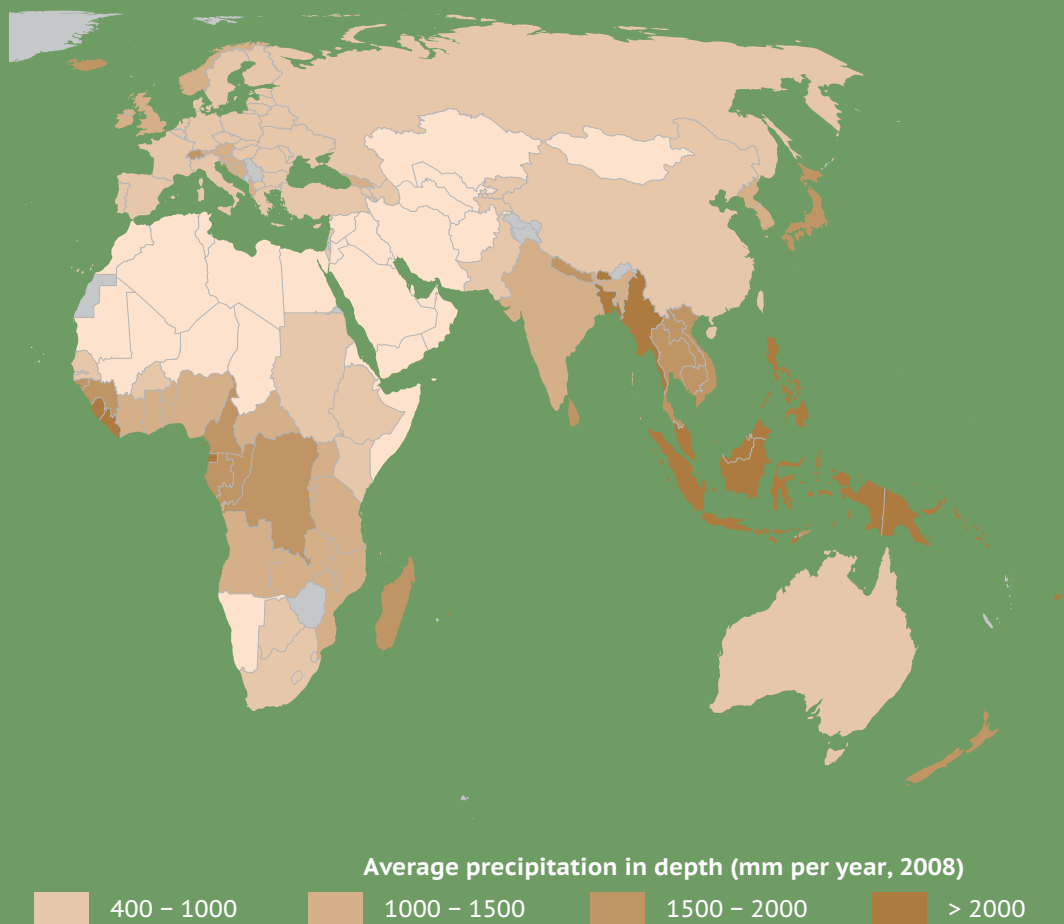 Average precipitation in depth (mm per year, 2008)
400 – 1000 1000 – 1500 1500 – 2000 > 2000